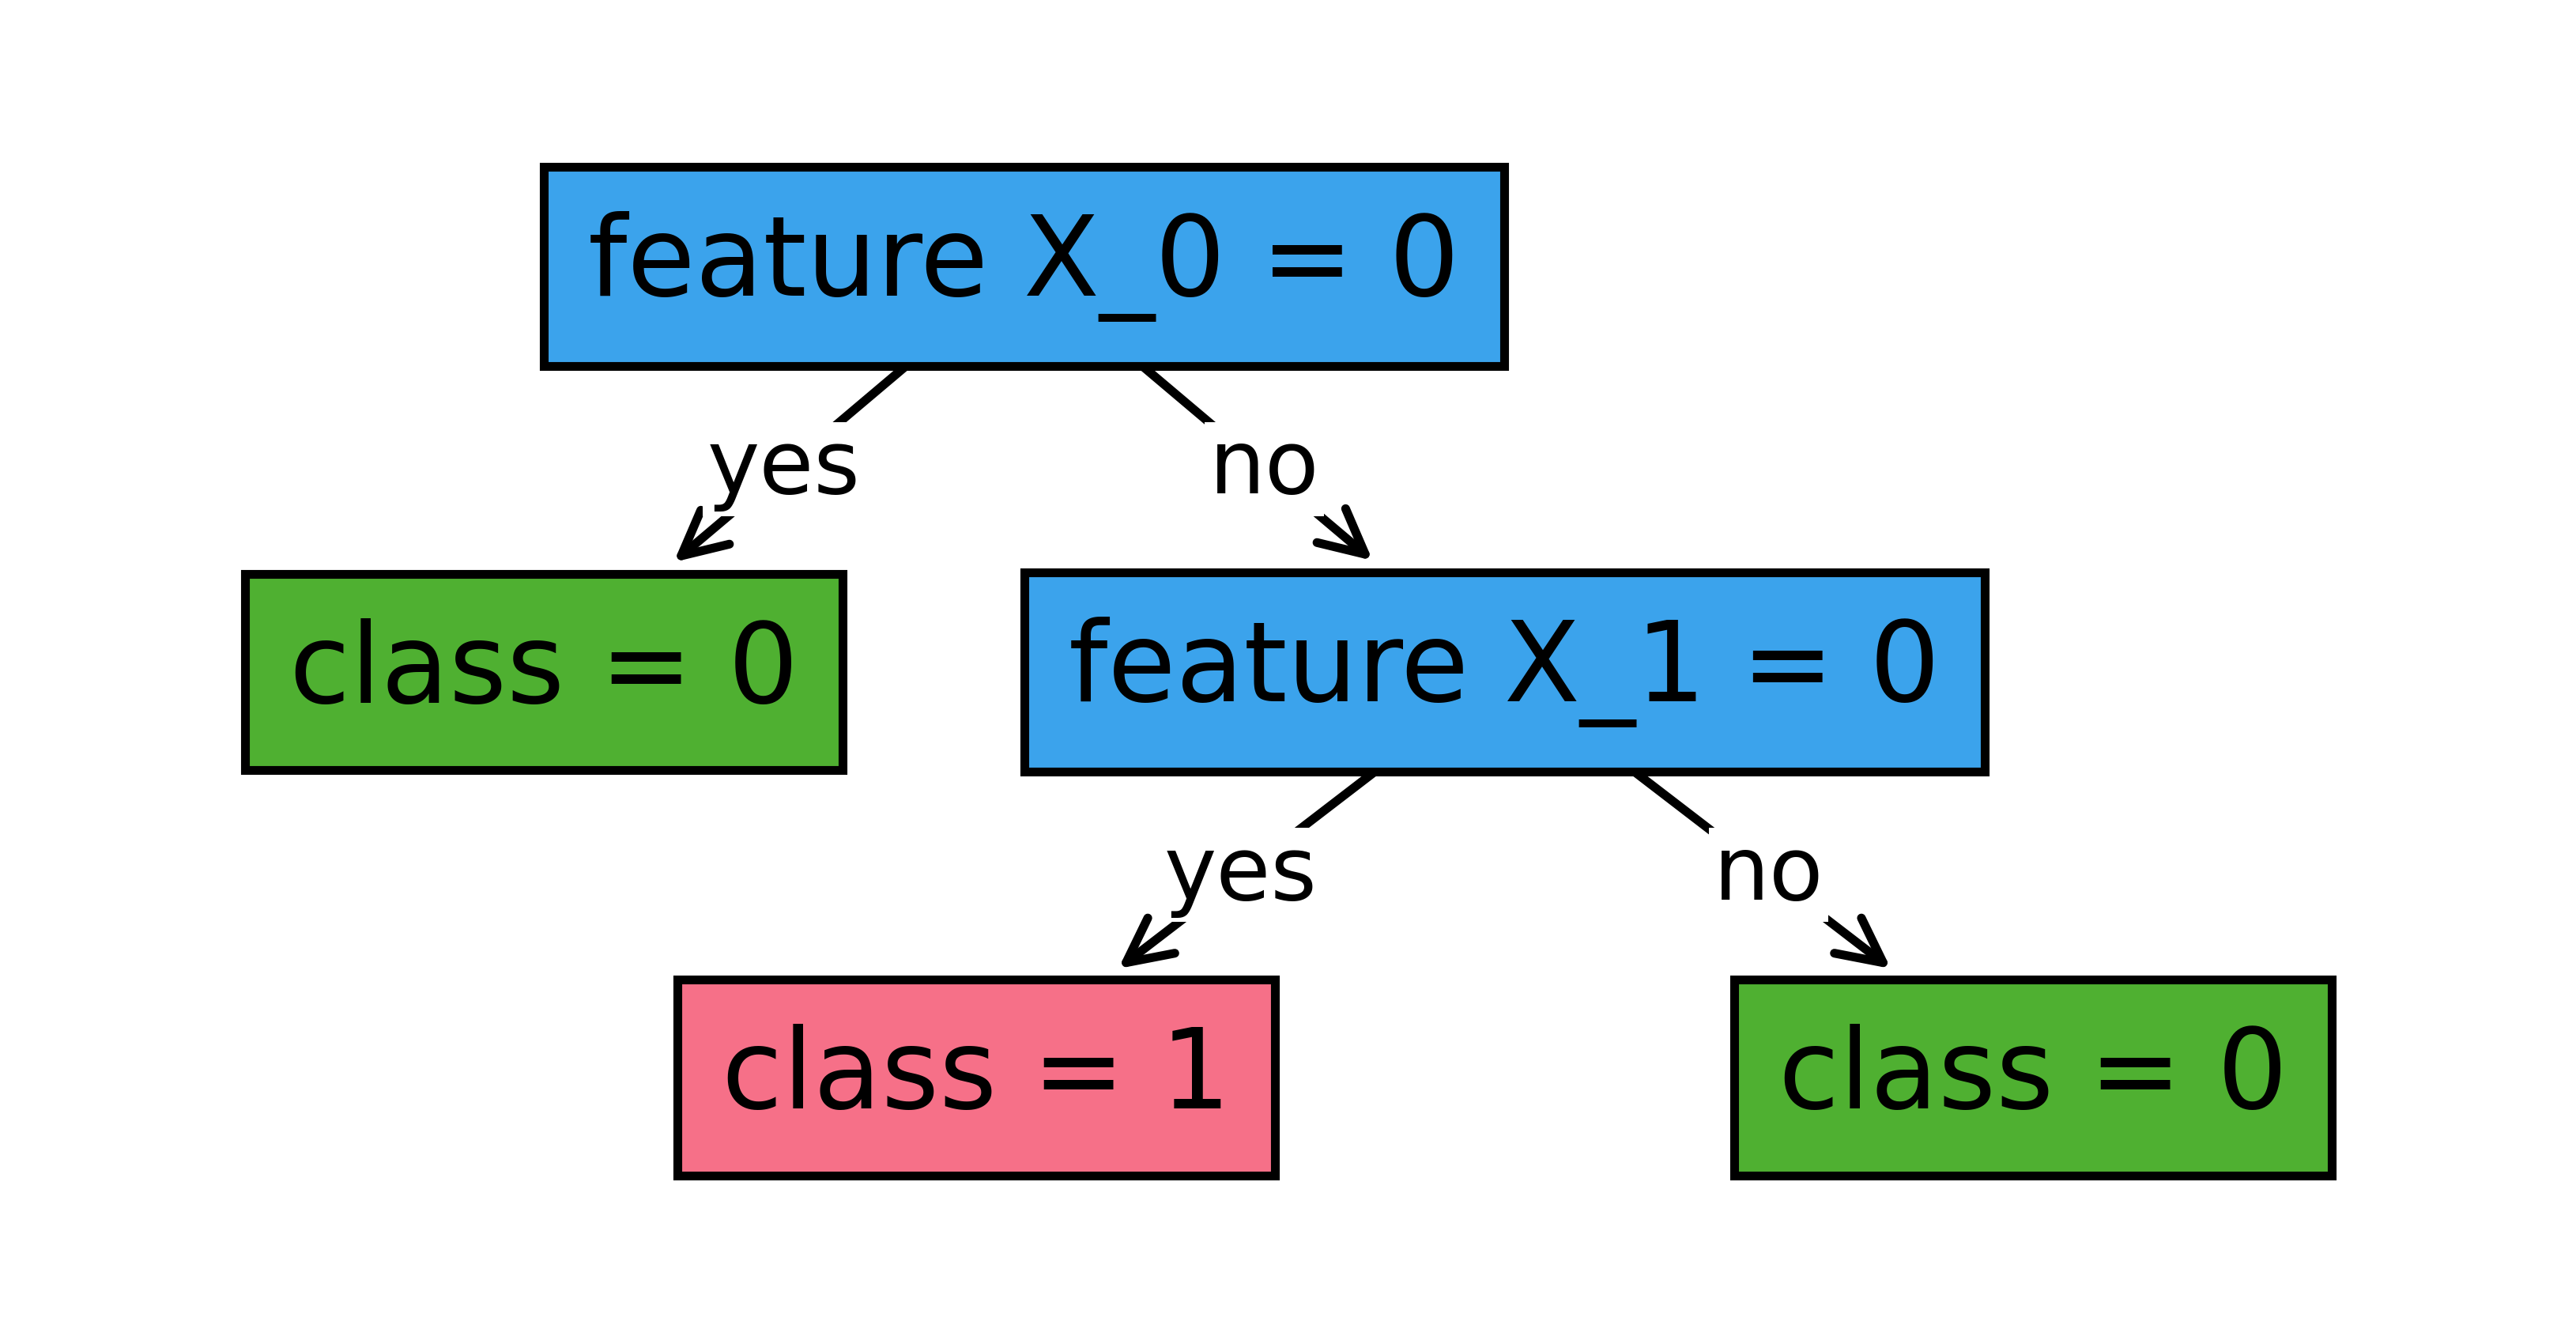 feature X_0 = 0
yes
no
class = 0
feature X_1 = 0
yes
no
class = 1
class = 0